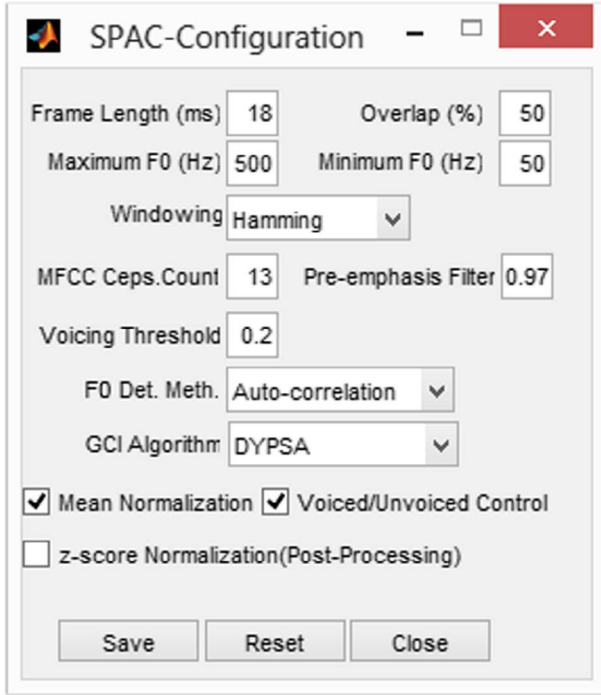 SPAC-Configuration
Frame Length (ms) 18 Overlap (%) 50
Maximum F0 (Hz) 500 Minimum F0 (Hz) 50
Windowing Hamming
MFCC Ceps.Count 13 Pre-emphasis Filter 0.97
Voicing Threshold 0.2
F0 Det. Meth. Auto-correlation
GCI Algorithm DYPSA
Mean Normalization Voiced/Unvoiced Control
z-score Normalization(Post-Processing)
Save Reset Close